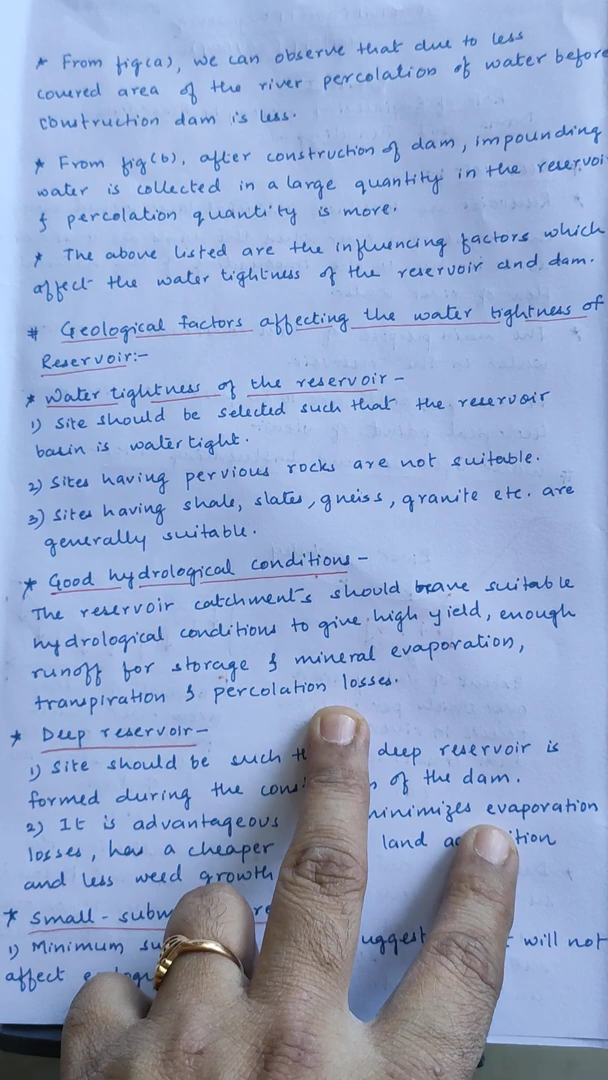 * From fig(a), we can observe that due to less
covered area of the river percolation of water before
construction dam is less.
* From fig(b), after construction of dam, impounding
water is collected in a large quantity in the reservoi
& percolation quantity is more.
* The above listed are the influencing factors which
affect the water tightness of the reservoir and dam.
# Geological factors affecting the water tightness of
Reservoir:-
* Water tightness of the reservoir -
1) Site should be selected such that the reservoir
basin is watertight.
2) Sites having pervious rocks are not suitable.
3) Sites having shale, slates, gneiss, granite etc. are
generally suitable.
* Good hydrological conditions -
The reservoir catchments should have suitable
hydrological conditions to give high yield, enough
runoff for storage & mineral evaporation,
transpiration & percolation losses.
* Deep reservoir -
1) Site should be such deep reservoir is
formed during the of the dam.
2) It is advantageous minimizes evaporation
losses, has a cheaper land
and less weed growth
* Small-
1) Minimum will not
affect